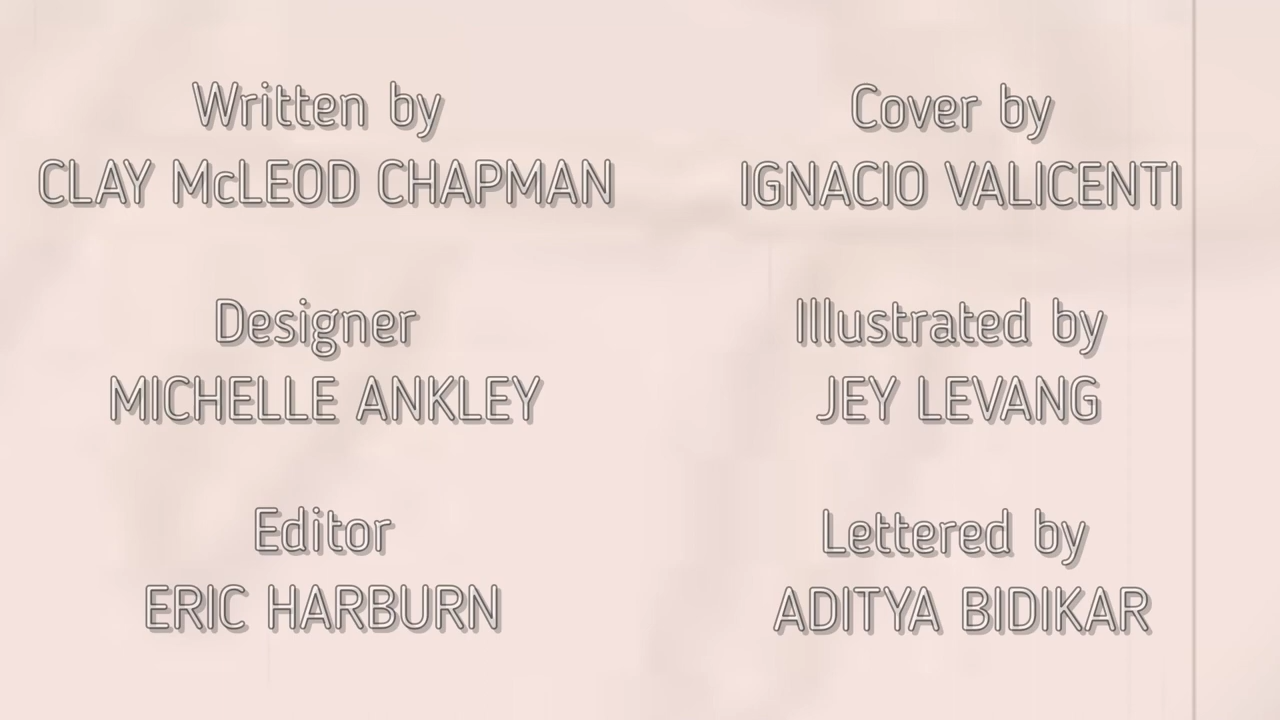 Written by
CLAY McLEOD CHAPMAN
Cover by
IGNACIO VALICENTI
Designer
MICHELLE ANKLEY
Illustrated by
JEY LEVANG
Editor
ERIC HARBURN
Lettered by
ADITYA BIDIKAR